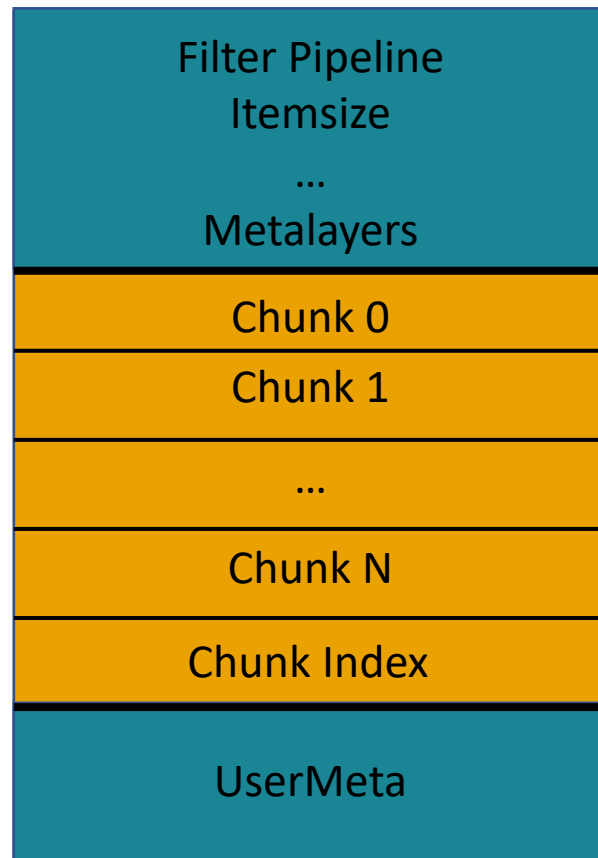 Filter Pipeline
Itemsize
…
Metalayers
Chunk 0
Chunk 1
…
Chunk N
Chunk Index
UserMeta